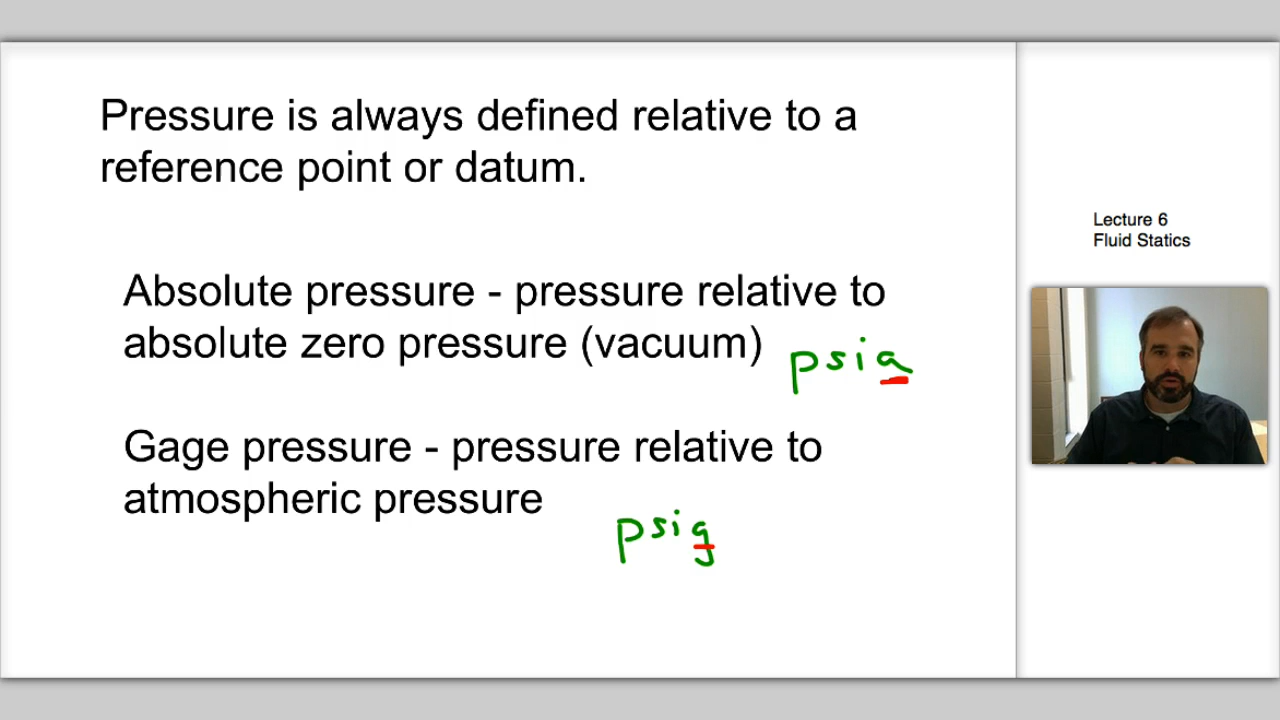 Pressure is always defined relative to a
reference point or datum.
Absolute pressure - pressure relative to
absolute zero pressure (vacuum)
psia
Gage pressure - pressure relative to
atmospheric pressure
psig
Lecture 6
Fluid Statics